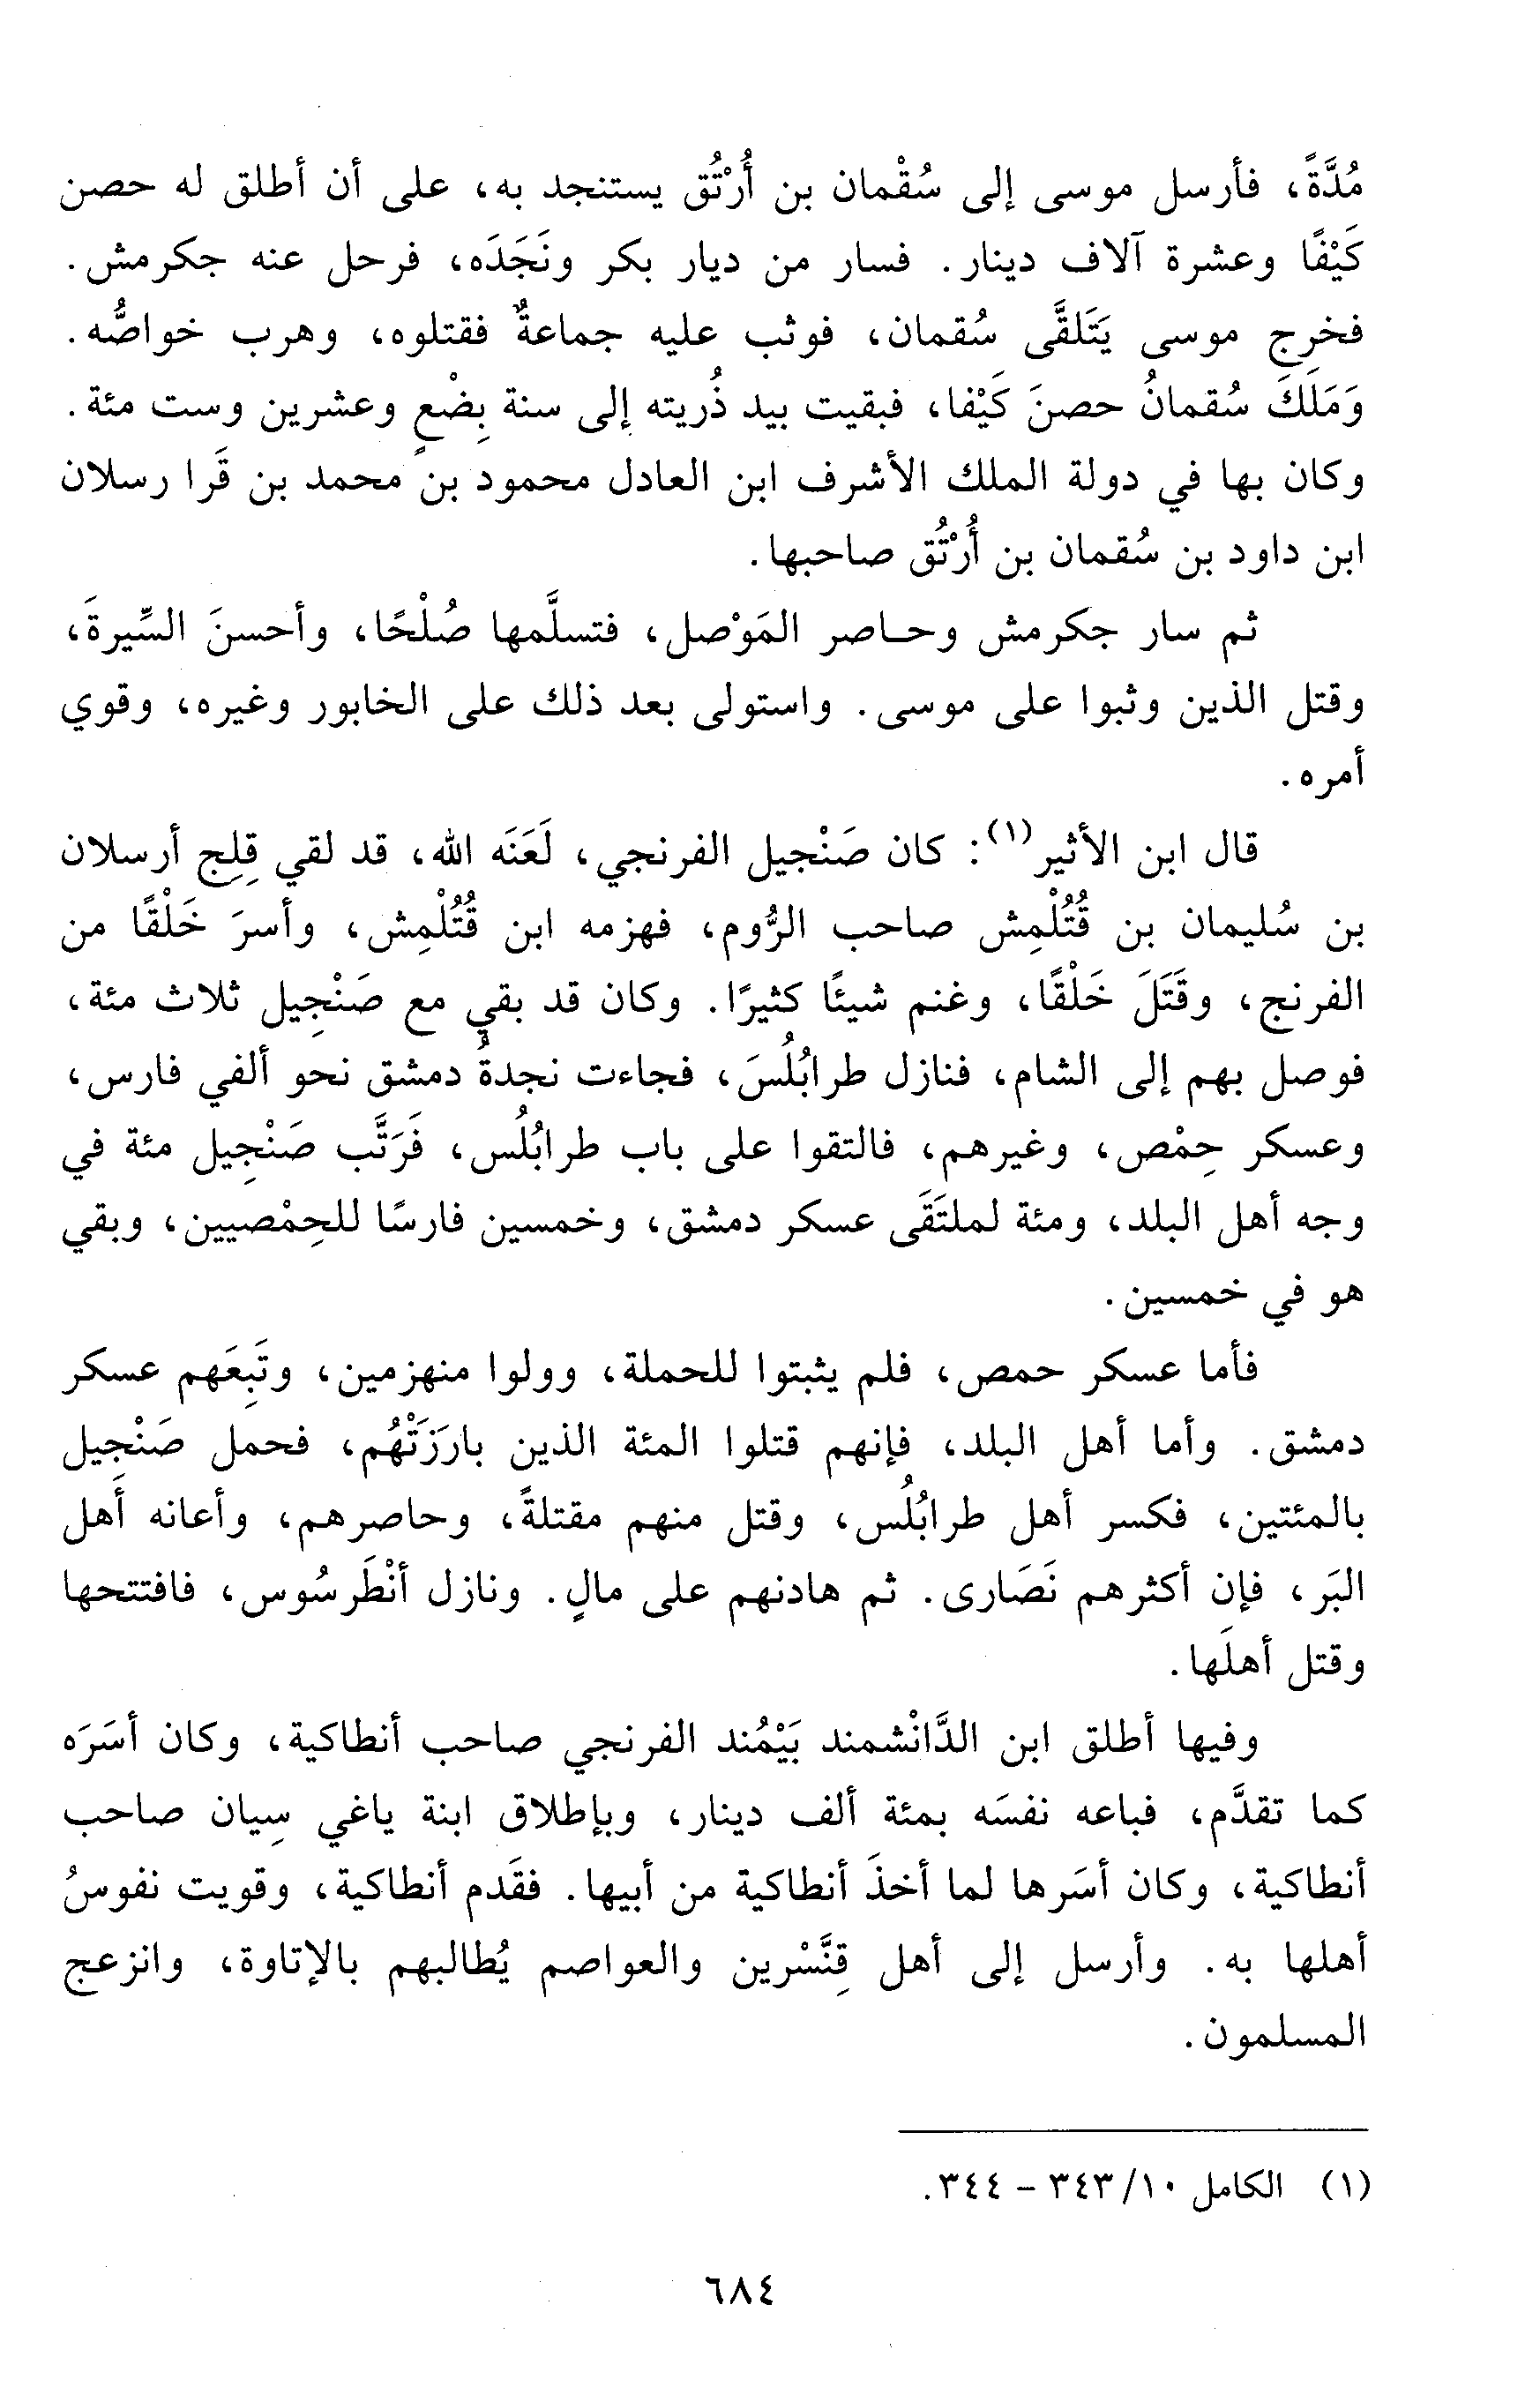 مُدَّةً، فأرسل موسى إلى سُقْمان بن أُرْتُق يستنجد به، على أن أطلق له حصن
كَيْفًا وعشرة آلاف دينار. فسار من ديار بكر ونَجَدَه، فرحل عنه جكرمش.
فخرج موسى يَتَلقَّى سُقمان، فوثب عليه جماعةٌ فقتلوه، وهرب خواصُّه.
وَمَلَكَ سُقمانُ حصنَ كَيْفا، فبقيت بيد ذُريته إلى سنة بِضْعٍ وعشرين وست مئة.
وكان بها في دولة الملك الأشرف ابن العادل محمود بن محمد بن قَرا رسلان
ابن داود بن سُقمان بن أُرْتُق صاحبها.
ثم سار جكرمش وحاصر المَوْصل، فتسلَّمها صُلْحًا، وأحسنَ السِّيرةَ،
وقتل الذين وثبوا على موسى. واستولى بعد ذلك على الخابور وغيره، وقوي
أمره.
قال ابن الأثير(١): كان صَنْجيل الفرنجي، لَعَنَه الله، قد لقي قِلِج أرسلان
بن سُليمان بن قُتُلْمِش صاحب الرُّوم، فهزمه ابن قُتُلْمِش، وأسرَ خَلْقًا من
الفرنج، وقَتَلَ خَلْقًا، وغنم شيئًا كثيرًا. وكان قد بقي مع صَنْجِيل ثلاث مئة،
فوصل بهم إلى الشام، فنازل طرابُلُسَ، فجاءت نجدةُ دمشق نحو ألفي فارس،
وعسكر حِمْص، وغيرهم، فالتقوا على باب طرابُلُس، فَرَتَّب صَنْجِيل مئة في
وجه أهل البلد، ومئة لملتَقَى عسكر دمشق، وخمسين فارسًا للحِمْصيين، وبقي
هو في خمسين.
فأما عسكر حمص، فلم يثبتوا للحملة، وولوا منهزمين، وتَبِعَهم عسكر
دمشق. وأما أهل البلد، فإنهم قتلوا المئة الذين بارَزَتْهُم، فحمل صَنْجيل
بالمئتين، فكسر أهل طرابُلُس، وقتل منهم مقتلةً، وحاصرهم، وأعانه أَهل
البَر، فإن أكثرهم نَصَارى. ثم هادنهم على مالٍ. ونازل أنْطَرسُوس، فافتتحها
وقتل أهلَها.
وفيها أطلق ابن الدَّانْشمند بَيْمُند الفرنجي صاحب أنطاكية، وكان أسَرَه
كما تقدَّم، فباعه نفسَه بمئة ألف دينار، وبإطلاق ابنة ياغي سِيان صاحب
أنطاكية، وكان أسَرها لما أخذَ أنطاكية من أبيها. فقَدم أنطاكية، وقويت نفوسُ
أهلها به. وأرسل إلى أهل قِنَّسْرين والعواصم يُطالبهم بالإتاوة، وانزعج
المسلمون.
(١) الكامل ١٠/ ٣٤٣ - ٣٤٤.
٦٨٤